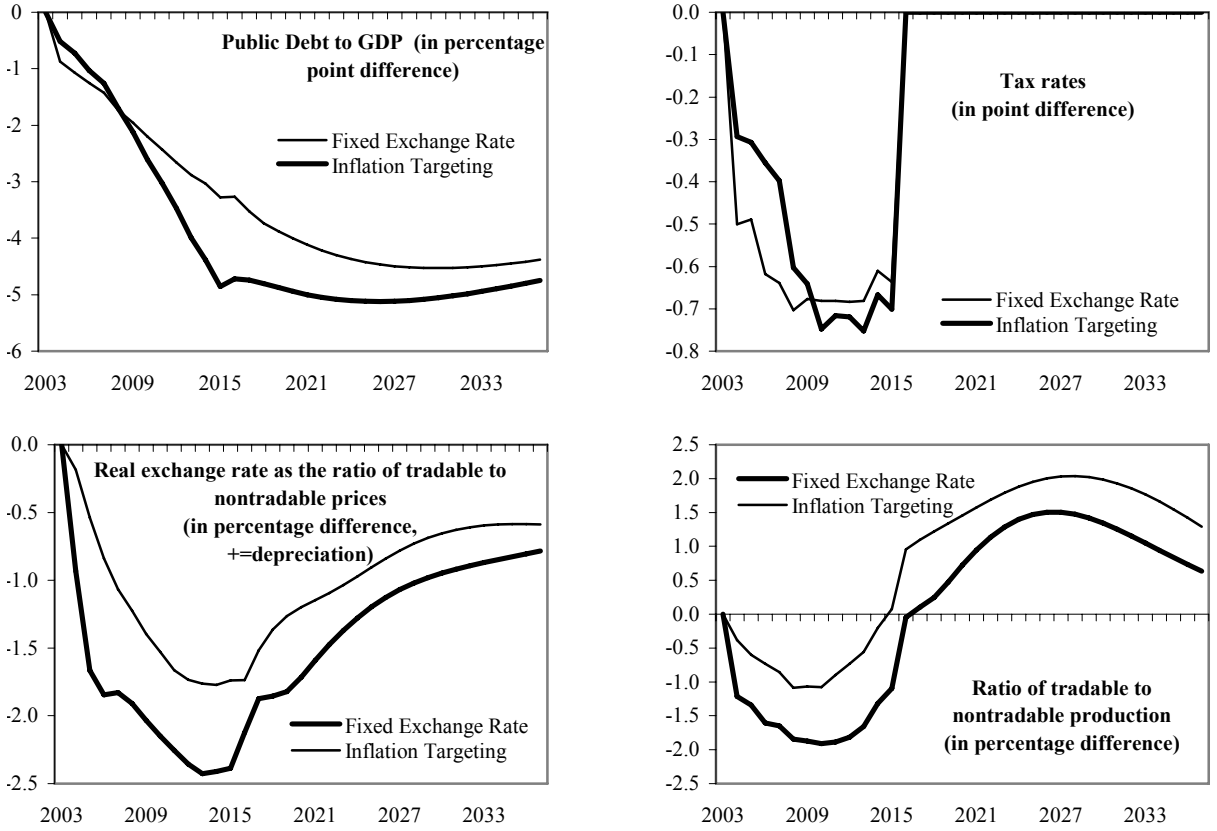 0
-1
-2
-3
-4
-5
-6
Public Debt to GDP (in percentage
point difference)
Fixed Exchange Rate
Inflation Targeting
2003 2009 2015 2021 2027 2033
0.0
-0.1
-0.2
-0.3
-0.4
-0.5
-0.6
-0.7
-0.8
Tax rates
(in point difference)
Fixed Exchange Rate
Inflation Targeting
2003 2009 2015 2021 2027 2033
0.0
-0.5
-1.0
-1.5
-2.0
-2.5
Real exchange rate as the ratio of tradable to
nontradable prices
(in percentage difference,
+=depreciation)
Fixed Exchange Rate
Inflation Targeting
2003 2009 2015 2021 2027 2033
2.5
2.0
1.5
1.0
0.5
0.0
-0.5
-1.0
-1.5
-2.0
-2.5
Fixed Exchange Rate
Inflation Targeting
Ratio of tradable to
nontradable production
(in percentage difference)
2003 2009 2015 2021 2027 2033